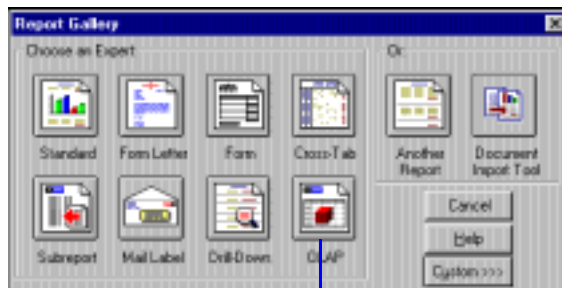 Report Gallery
Choose an Expert
Or:
Standard Form Letter Form Cross-Tab
Another Report
Document Import Tool
Subreport Mail Label Drill-Down OLAP
Cancel
Help
Custom >>>